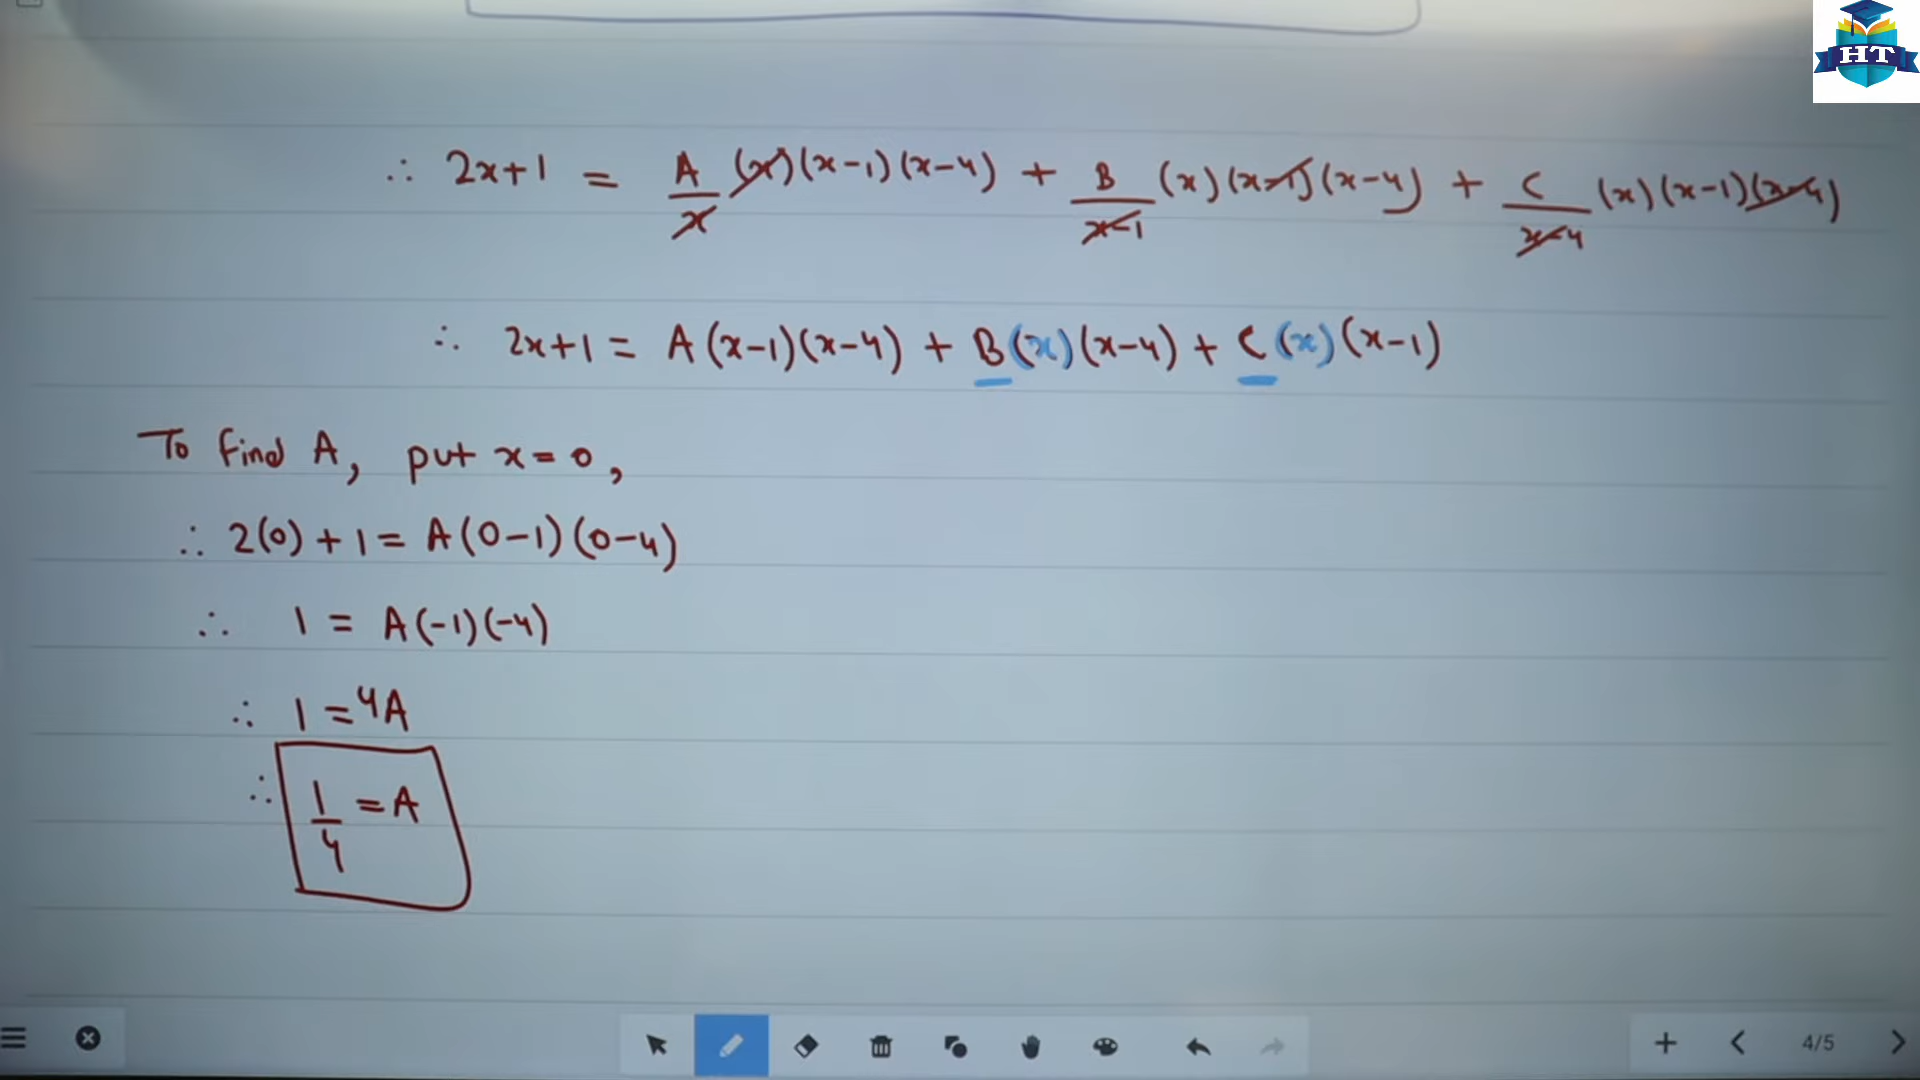 HT
∴ 2x+1 = A/x (x)(x-1)(x-4) + B/x-1 (x)(x-1)(x-4) + C/x-4 (x)(x-1)(x-4)
∴ 2x+1 = A(x-1)(x-4) + B(x)(x-4) + C(x)(x-1)
To find A, put x=0,
∴ 2(0)+1 = A(0-1)(0-4)
∴ 1 = A(-1)(-4)
∴ 1 = 4A
∴ 1/4 = A
4/5